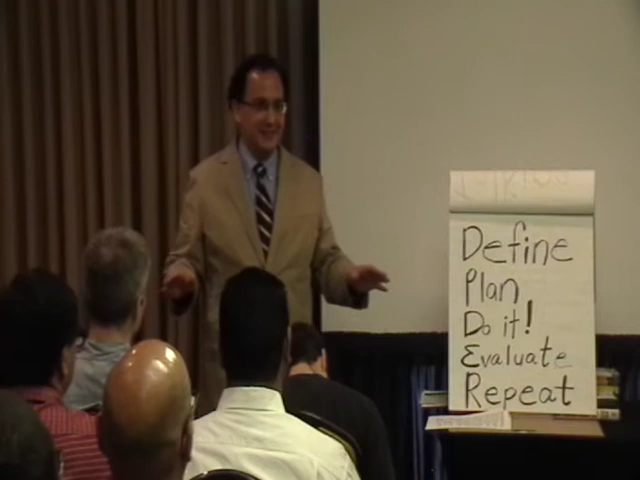 Define
Plan
Do it!
Evaluate
Repeat